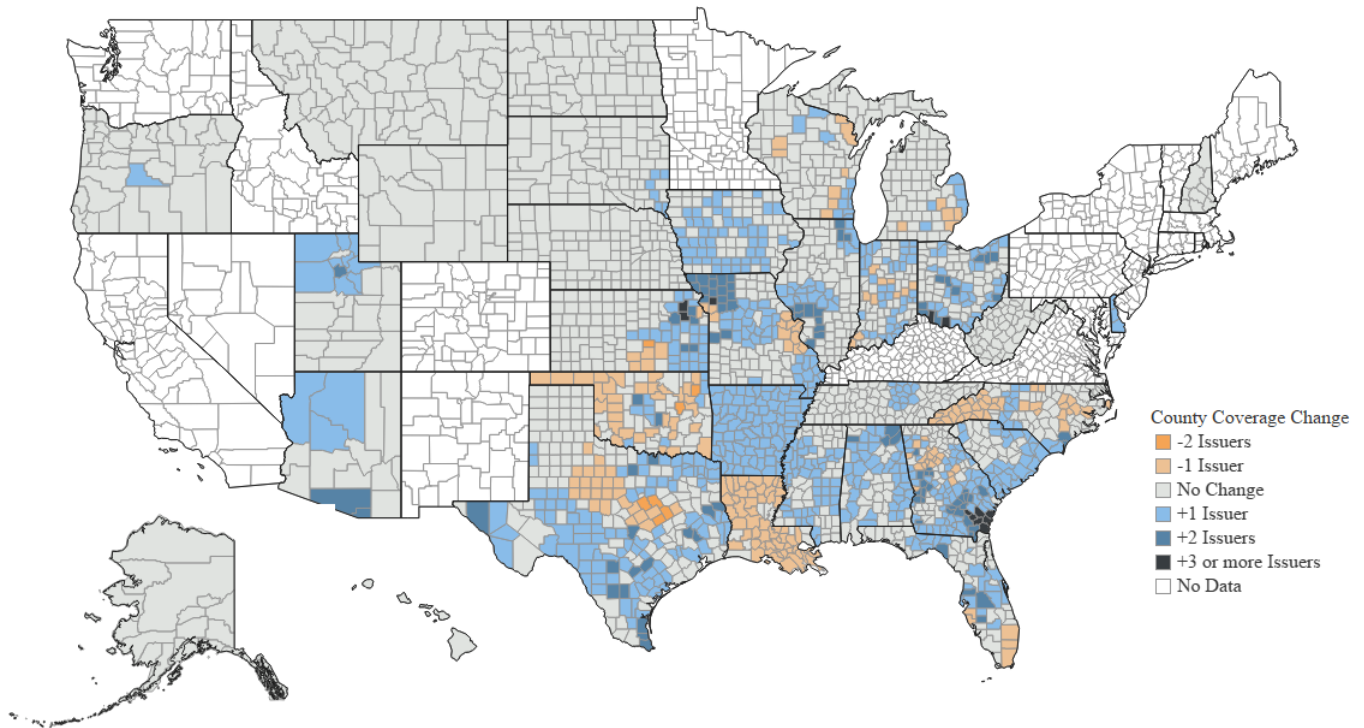 County Coverage Change
-2 Issuers
-1 Issuer
No Change
+1 Issuer
+2 Issuers
+3 or more Issuers
No Data